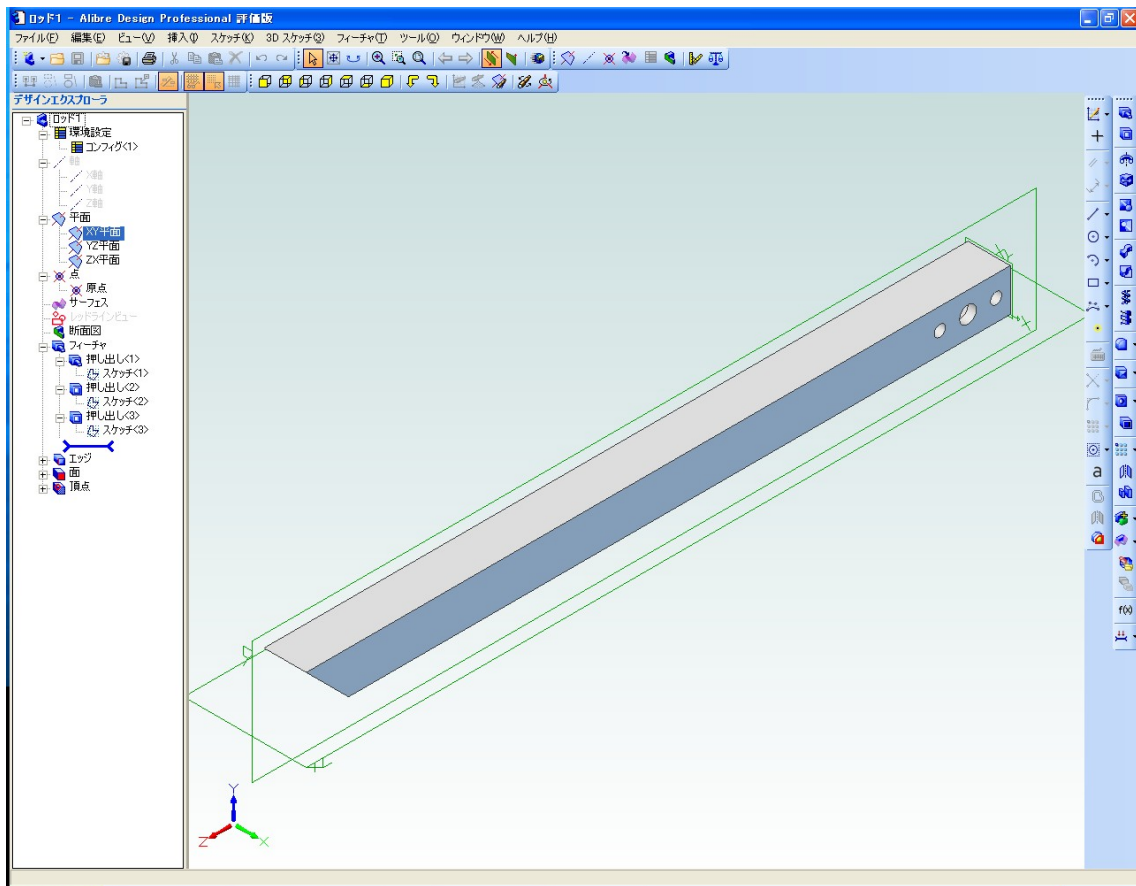 ロッド1 - Alibre Design Professional 評価版
ファイル(F) 編集(E) ビュー(V) 挿入(I) スケッチ(K) 3D スケッチ(S) フィーチャ(T) ツール(O) ウィンドウ(W) ヘルプ(H)
デザインエクスプローラ
ロッド1
環境設定
コンフィグ<1>
軸
X軸
Y軸
Z軸
平面
XY平面
YZ平面
ZX平面
点
原点
サーフェス
レッドラインビュー
断面図
フィーチャ
押し出し<1>
スケッチ<1>
押し出し<2>
スケッチ<2>
押し出し<3>
スケッチ<3>
エッジ
面
頂点
a
f(x)
Y
Z
X